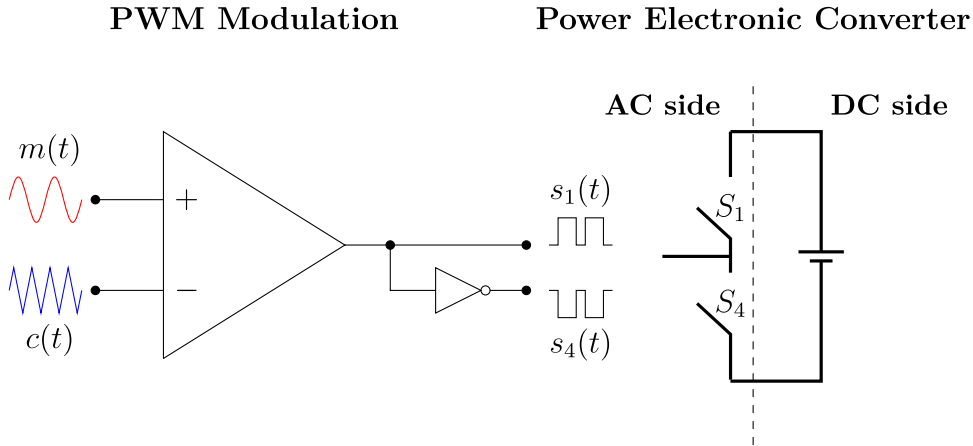 PWM Modulation
Power Electronic Converter
AC side
DC side
m(t)
+
−
c(t)
s₁(t)
s₄(t)
S₁
S₄